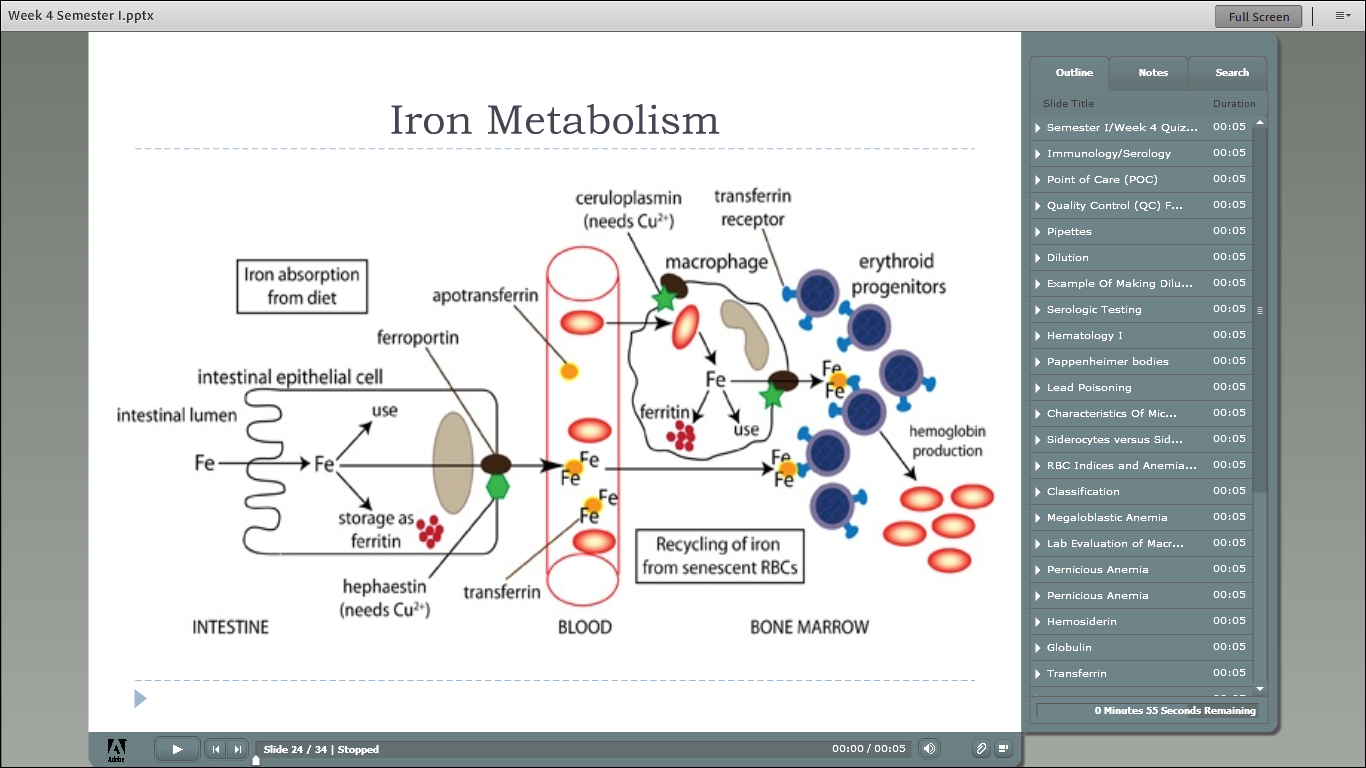 Week 4 Semester I.pptx
Full Screen
Iron Metabolism
ceruloplasmin
(needs Cu²⁺)
transferrin
receptor
macrophage
erythroid
progenitors
Iron absorption
from diet
apotransferrin
ferroportin
intestinal epithelial cell
intestinal lumen
use
Fe
Fe
storage as
ferritin
hephaestin
(needs Cu²⁺)
transferrin
Fe
Fe
Fe
Fe
Fe
ferritin
use
Fe
Fe
Fe
Fe
hemoglobin
production
Recycling of iron
from senescent RBCs
INTESTINE
BLOOD
BONE MARROW
Outline
Notes
Search
Slide Title
Duration
Semester I/Week 4 Quiz... 00:05
Immunology/Serology 00:05
Point of Care (POC) 00:05
Quality Control (QC) F... 00:05
Pipettes 00:05
Dilution 00:05
Example Of Making Dilu... 00:05
Serologic Testing 00:05
Hematology I 00:05
Pappenheimer bodies 00:05
Lead Poisoning 00:05
Characteristics Of Mic... 00:05
Siderocytes versus Sid... 00:05
RBC Indices and Anemia... 00:05
Classification 00:05
Megaloblastic Anemia 00:05
Lab Evaluation of Macr... 00:05
Pernicious Anemia 00:05
Pernicious Anemia 00:05
Hemosiderin 00:05
Globulin 00:05
Transferrin 00:05
0 Minutes 55 Seconds Remaining
Adobe
Slide 24 / 34 | Stopped
00:00 / 00:05